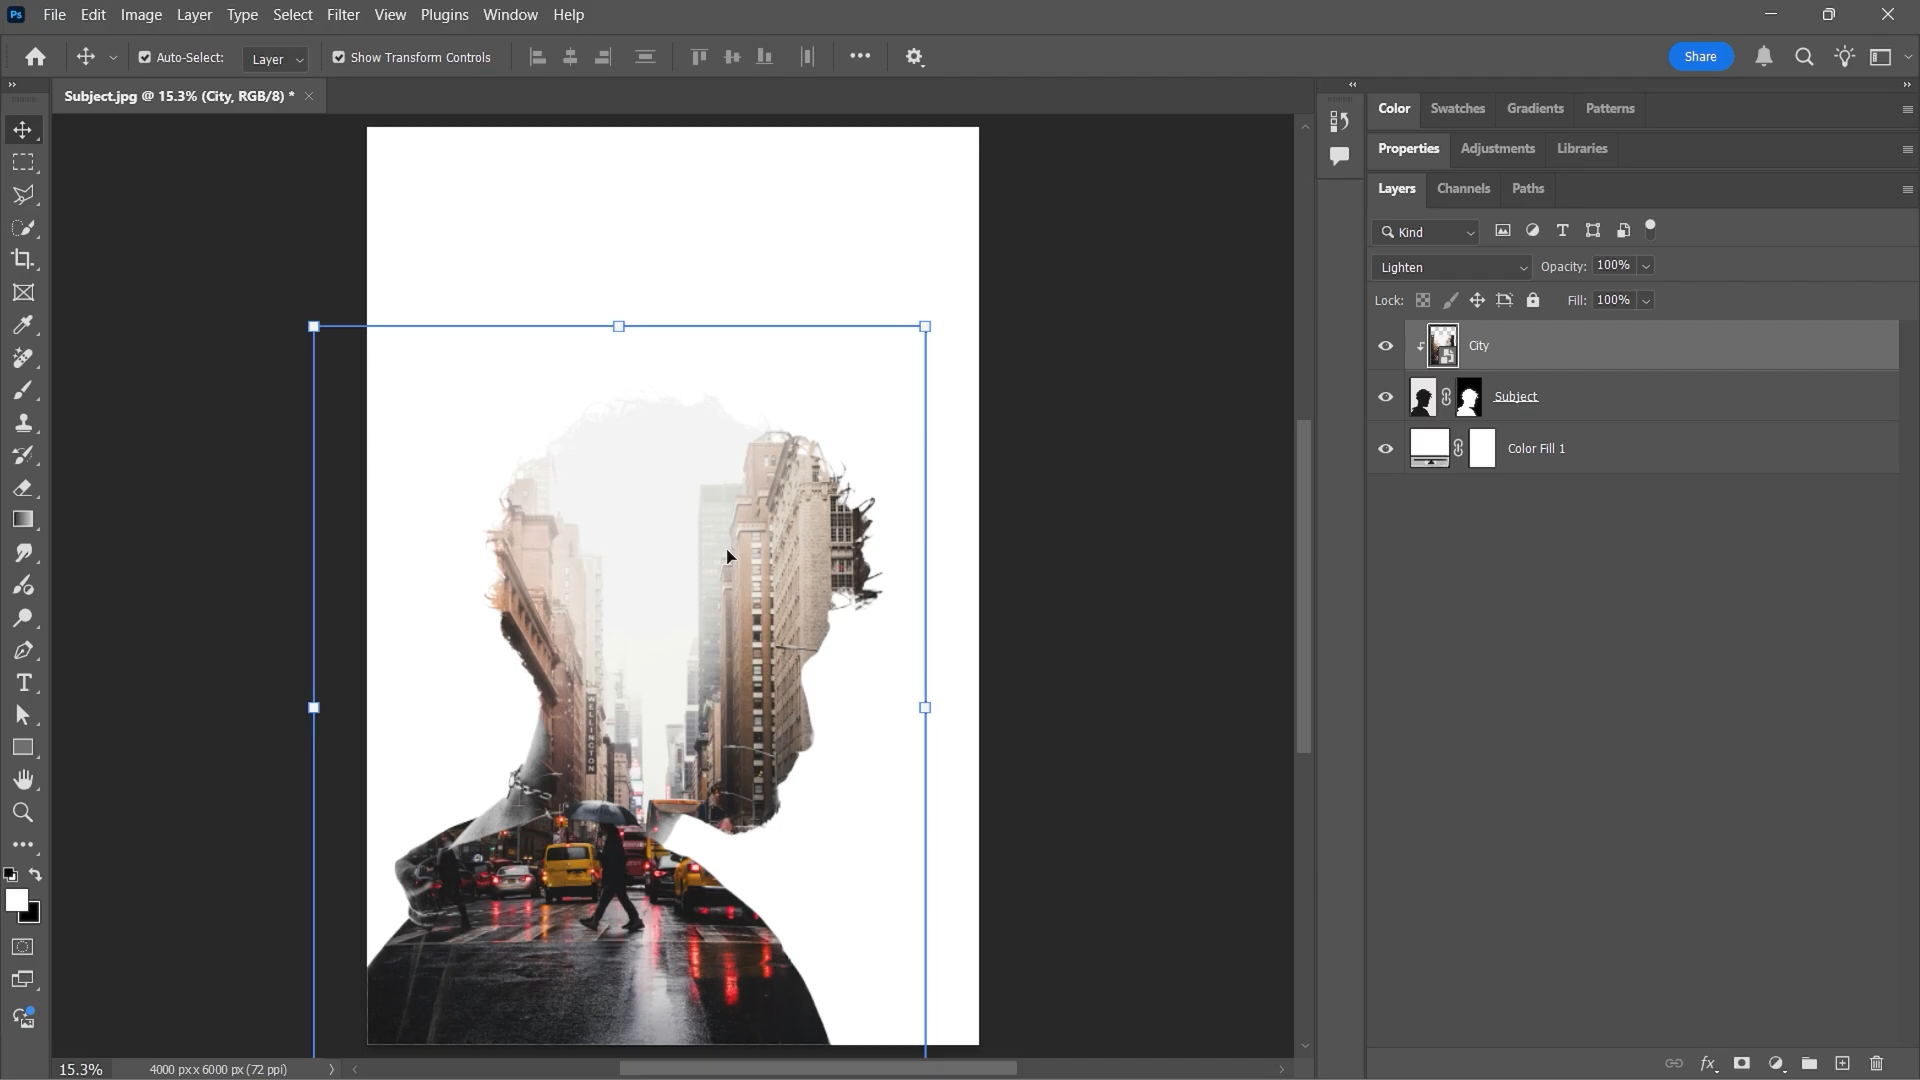 Ps File Edit Image Layer Type Select Filter View Plugins Window Help
Auto-Select: Layer Show Transform Controls Share
Subject.jpg @ 15.3% (City, RGB/8) *
Color Swatches Gradients Patterns
Properties Adjustments Libraries
Layers Channels Paths
Kind
Lighten Opacity: 100%
Lock: Fill: 100%
City
Subject
Color Fill 1
WELLINGTON
15.3% 4000 px x 6000 px (72 ppi)